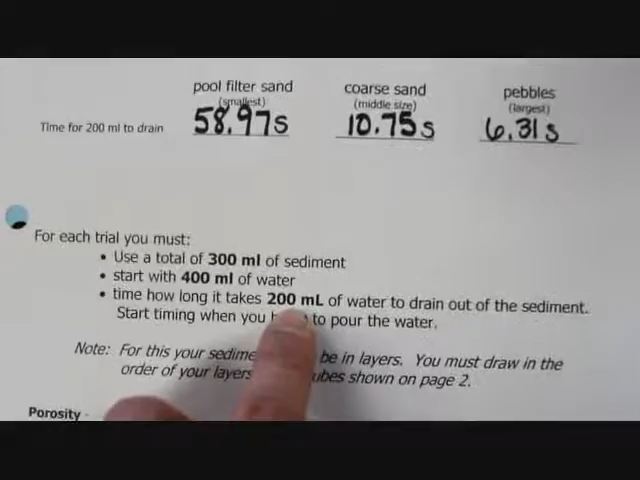 pool filter sand coarse sand pebbles
(smallest) (middle size) (largest)
Time for 200 ml to drain 58.97s 10.75s 6.31s
For each trial you must:
• Use a total of 300 ml of sediment
• start with 400 ml of water
• time how long it takes 200 mL of water to drain out of the sediment.
Start timing when you to pour the water.
Note: For this your be in layers. You must draw in the
order of your layers shown on page 2.
Porosity -